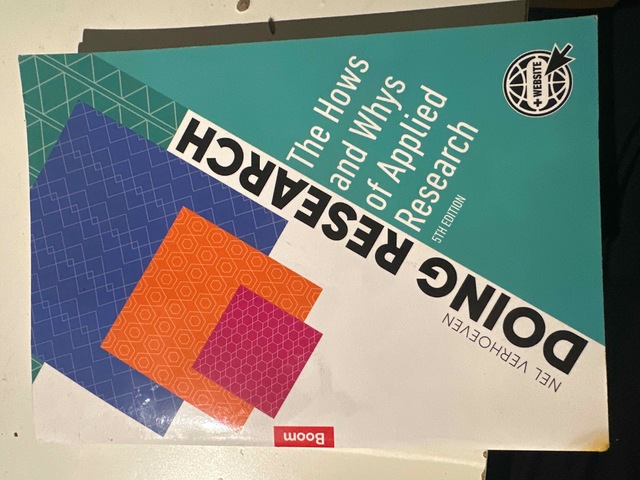 NEL VERHOEVEN
DOING RESEARCH
The Hows
and Whys
of Applied
Research
5TH EDITION
+ WEBSITE
Boom